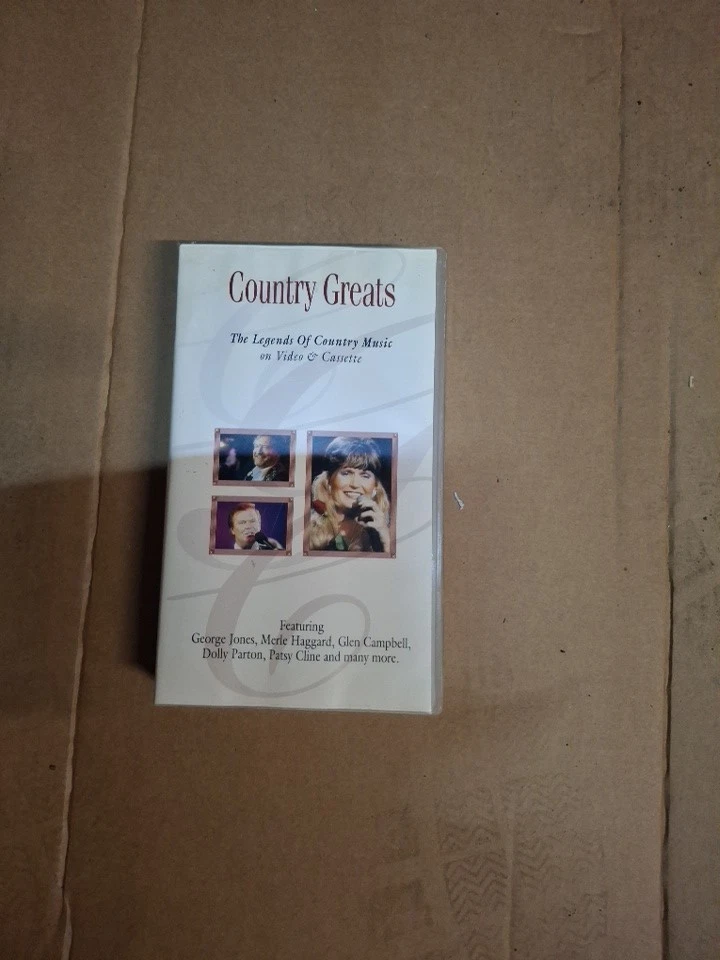 Country Greats
The Legends Of Country Music
on Video & Cassette
Featuring
George Jones, Merle Haggard, Glen Campbell,
Dolly Parton, Patsy Cline and many more.